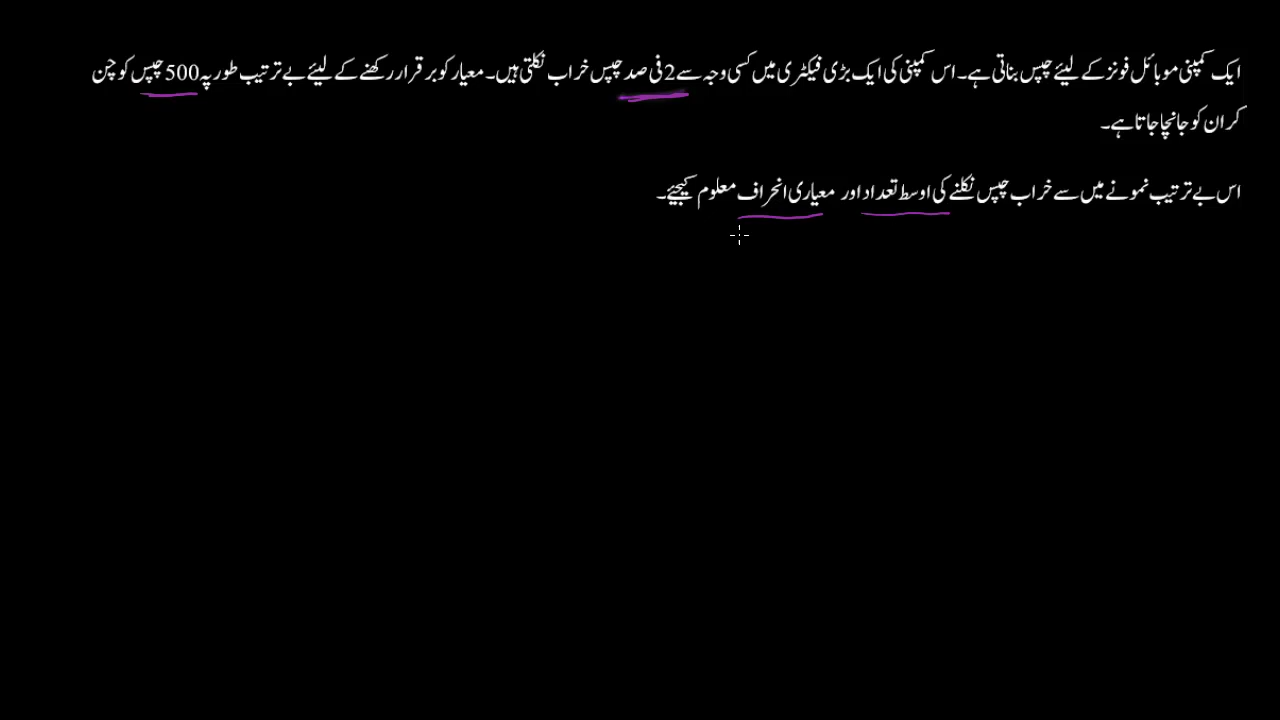 ایک کمپنی موبائل فونز کے لیئے چپس بناتی ہے۔ اس کمپنی کی ایک بڑی فیکٹری میں کسی وجہ سے 2 فی صد چپس خراب نکلتی ہیں۔ معیار کو برقرار رکھنے کے لیئے بے ترتیب طور پہ 500 چپس کو چن
کر ان کو جانچا جاتا ہے۔
اس بے ترتیب نمونے میں سے خراب چپس نکلنے کی اوسط تعداد اور معیاری انحراف معلوم کیجیئے۔